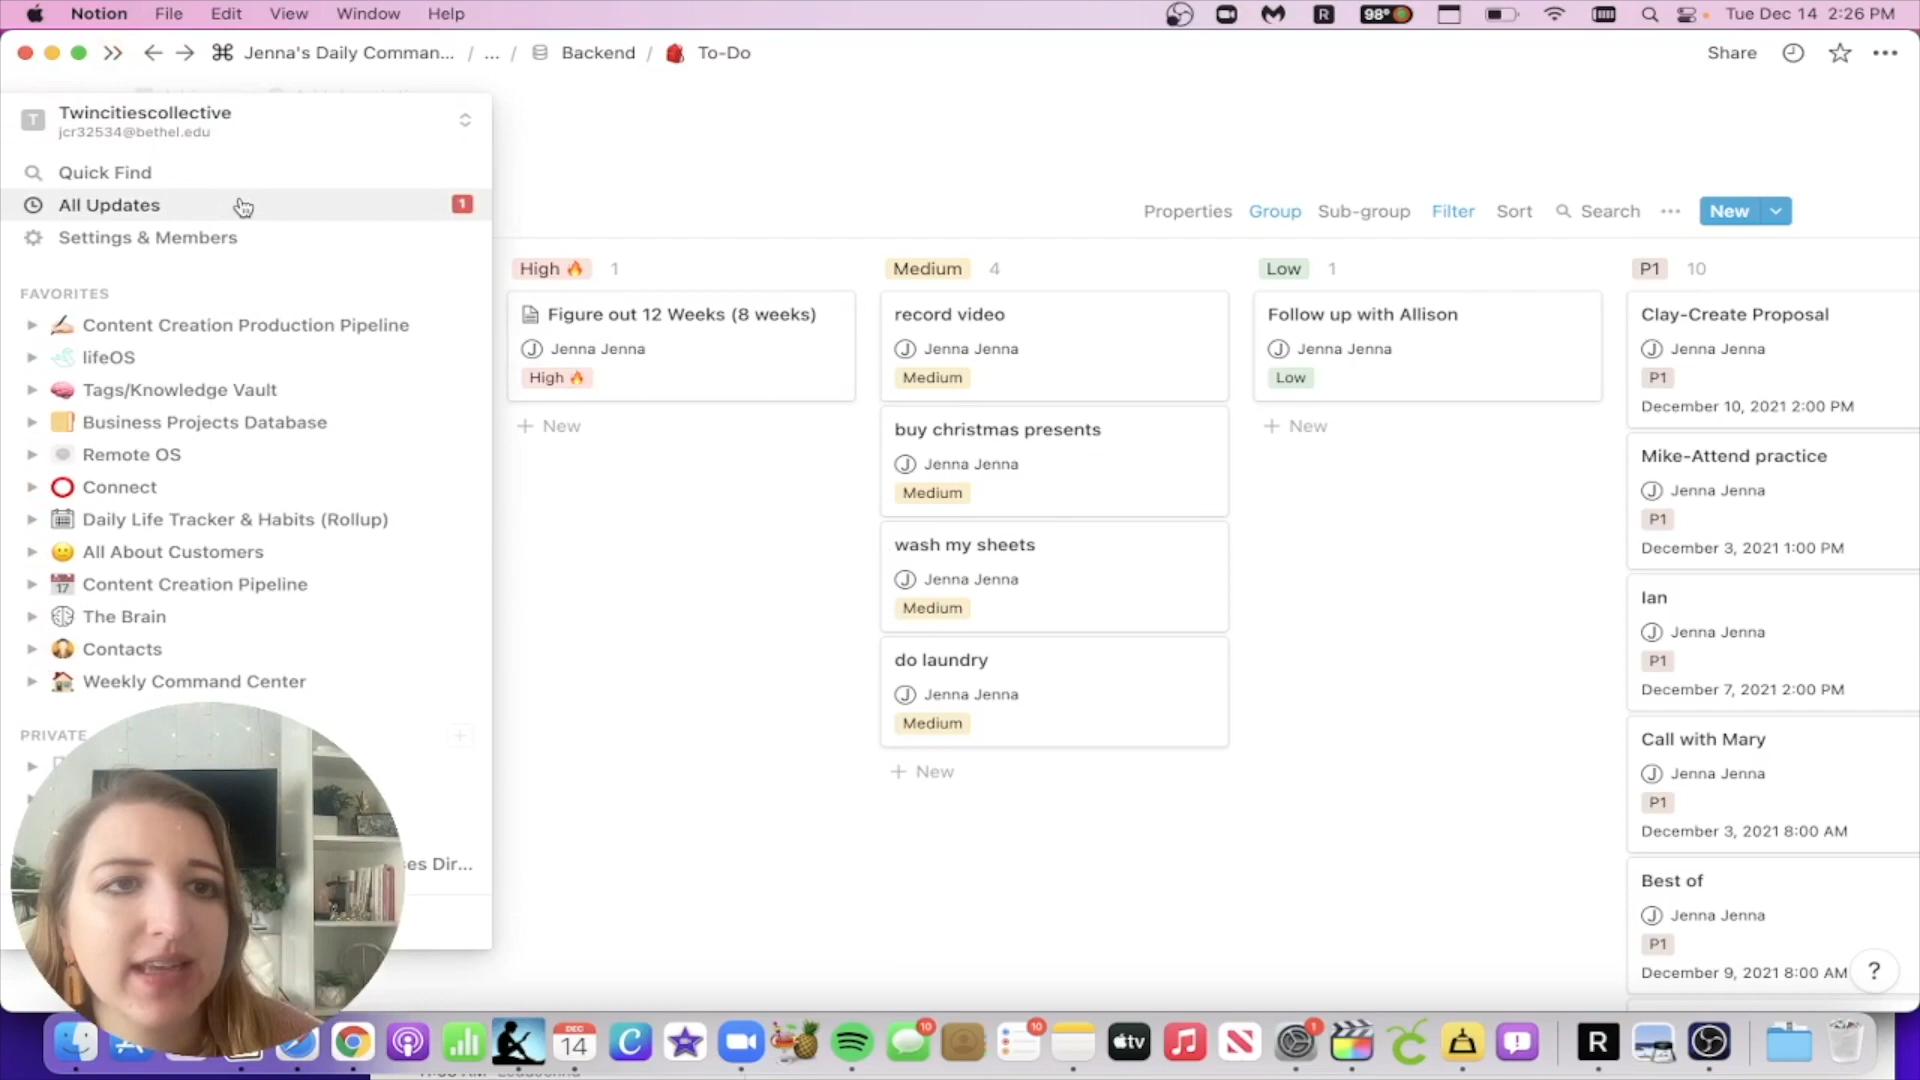 Notion File Edit View Window Help
R 98° Tue Dec 14 2:26 PM
Jenna's Daily Comman... / ... / Backend / To-Do
Share
T Twincitiescollective
jcr32534@bethel.edu
Quick Find
All Updates 1
Settings & Members
FAVORITES
Content Creation Production Pipeline
lifeOS
Tags/Knowledge Vault
Business Projects Database
Remote OS
Connect
Daily Life Tracker & Habits (Rollup)
All About Customers
17 Content Creation Pipeline
The Brain
Contacts
Weekly Command Center
PRIVATE
es Dir...
Properties Group Sub-group Filter Sort Search New
High 1
Figure out 12 Weeks (8 weeks)
J Jenna Jenna
High
+ New
Medium 4
record video
J Jenna Jenna
Medium
buy christmas presents
J Jenna Jenna
Medium
wash my sheets
J Jenna Jenna
Medium
do laundry
J Jenna Jenna
Medium
+ New
Low 1
Follow up with Allison
J Jenna Jenna
Low
+ New
P1 10
Clay-Create Proposal
J Jenna Jenna
P1
December 10, 2021 2:00 PM
Mike-Attend practice
J Jenna Jenna
P1
December 3, 2021 1:00 PM
Ian
J Jenna Jenna
P1
December 7, 2021 2:00 PM
Call with Mary
J Jenna Jenna
P1
December 3, 2021 8:00 AM
Best of
J Jenna Jenna
P1
December 9, 2021 8:00 AM
?
DEC
14
10
10
tv
1
R